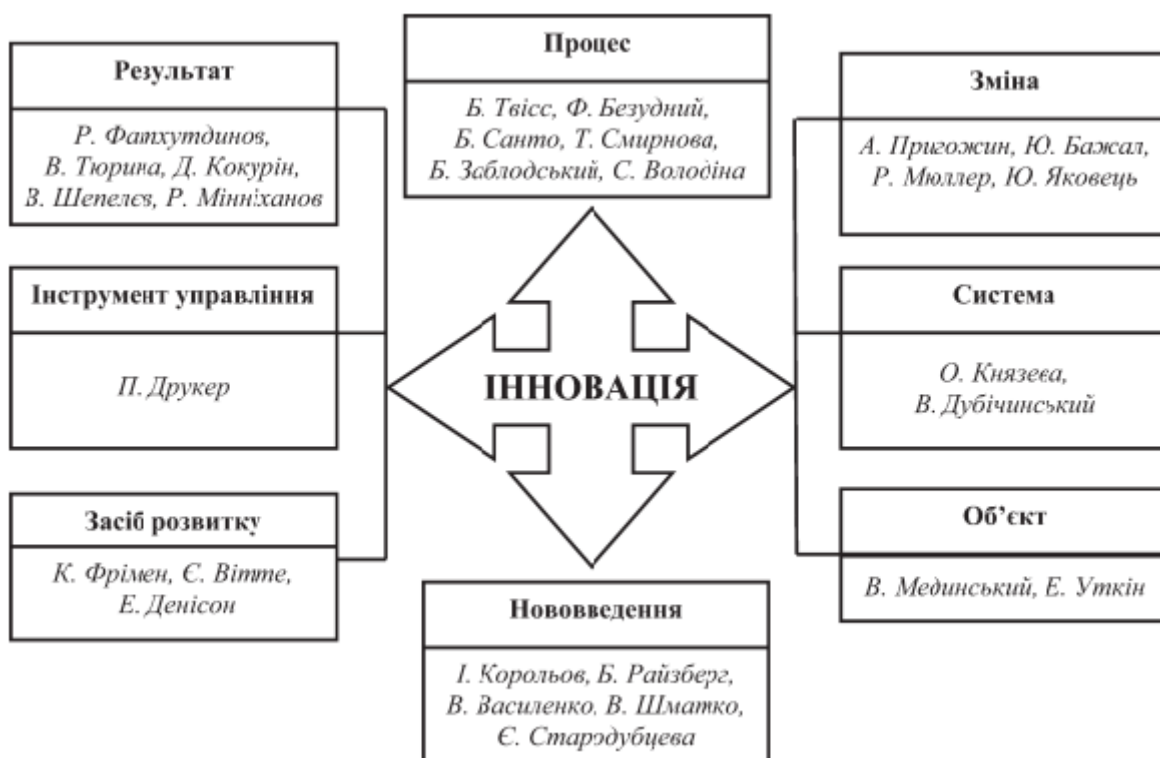 Результат
Р. Фатхутдинов,
В. Тюрина, Д. Кокурін,
В. Шепелєв, Р. Мінніханов
Процес
Б. Твісс, Ф. Безудний,
Б. Санто, Т. Смирнова,
Б. Заблодський, С. Володіна
Зміна
А. Пригожин, Ю. Бажал,
Р. Мюллер, Ю. Яковець
Інструмент управління
П. Друкер
ІННОВАЦІЯ
Система
О. Князева,
В. Дубічинський
Засіб розвитку
К. Фрімен, Є. Вітте,
Е. Денісон
Нововведення
І. Корольов, Б. Райзберг,
В. Василенко, В. Шматко,
Є. Стародубцева
Об’єкт
В. Мединський, Е. Уткін